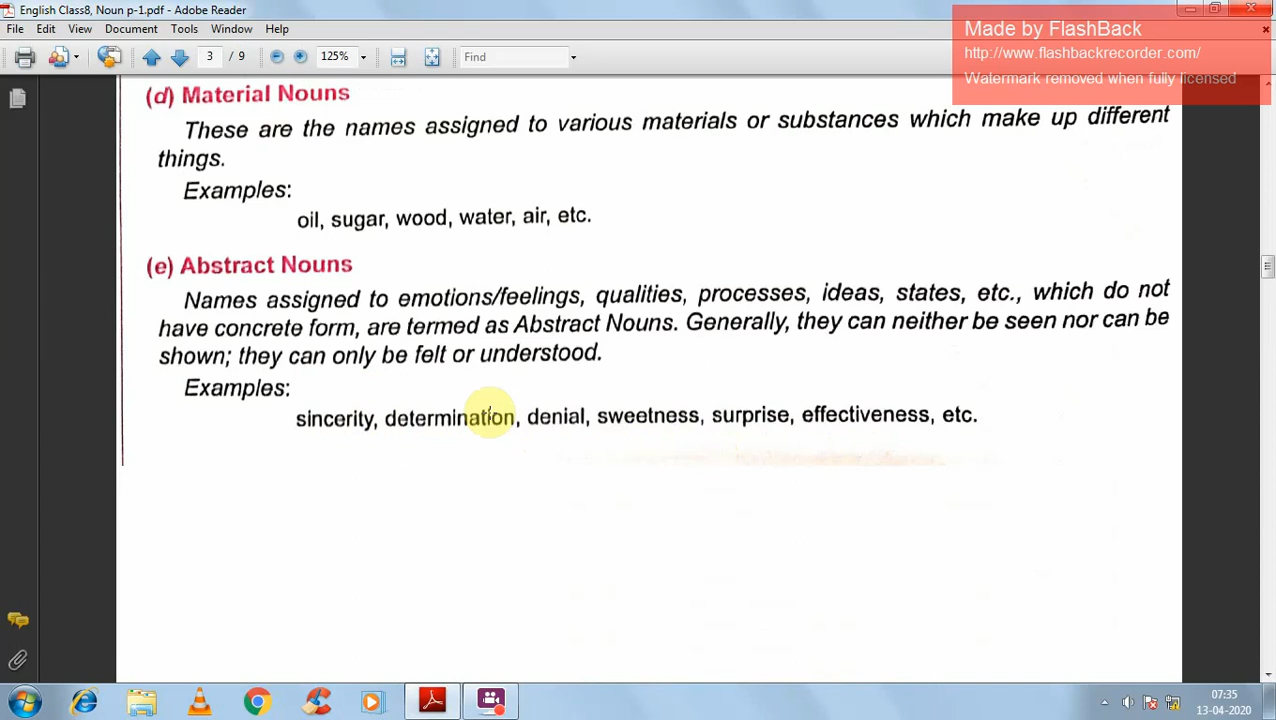 English Class8, Noun p-1.pdf - Adobe Reader
File Edit View Document Tools Window Help
3 / 9 125% Find
Made by FlashBack
http://www.flashbackrecorder.com/
Watermark removed when fully licensed
(d) Material Nouns
These are the names assigned to various materials or substances which make up different
things.
Examples:
oil, sugar, wood, water, air, etc.
(e) Abstract Nouns
Names assigned to emotions/feelings, qualities, processes, ideas, states, etc., which do not
have concrete form, are termed as Abstract Nouns. Generally, they can neither be seen nor can be
shown; they can only be felt or understood.
Examples:
sincerity, determination, denial, sweetness, surprise, effectiveness, etc.
07:35
13-04-2020